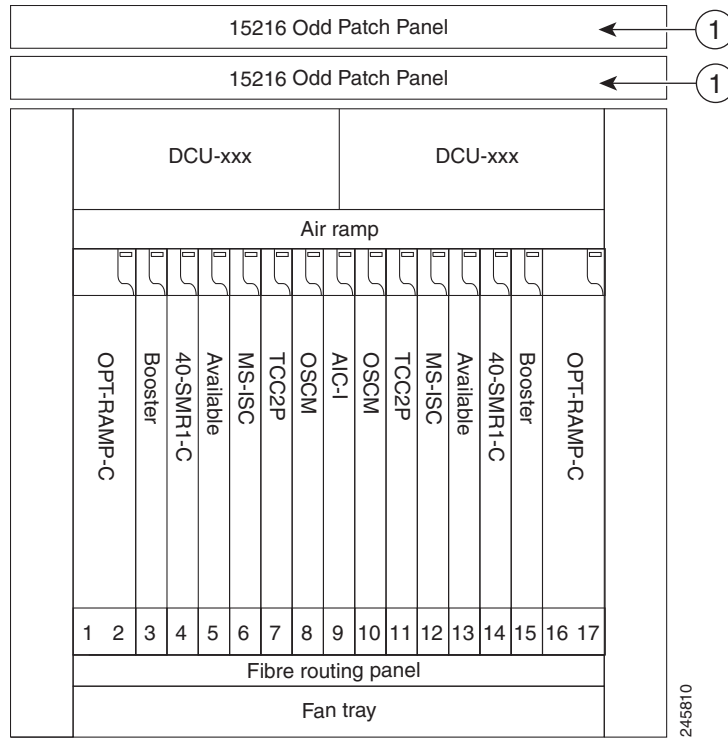 15216 Odd Patch Panel
1
15216 Odd Patch Panel
1
DCU-xxx
DCU-xxx
Air ramp
OPT-RAMP-C
Booster
40-SMR1-C
Available
MS-ISC
TCC2P
OSCM
AIC-I
OSCM
TCC2P
MS-ISC
Available
40-SMR1-C
Booster
OPT-RAMP-C
1 2 3 4 5 6 7 8 9 10 11 12 13 14 15 16 17
Fibre routing panel
Fan tray
245810